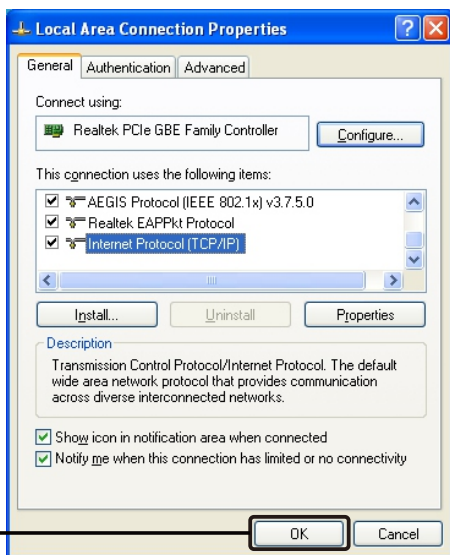 Local Area Connection Properties
General Authentication Advanced
Connect using:
Realtek PCIe GBE Family Controller Configure...
This connection uses the following items:
AEGIS Protocol (IEEE 802.1x) v3.7.5.0
Realtek EAPPkt Protocol
Internet Protocol (TCP/IP)
Install... Uninstall Properties
Description
Transmission Control Protocol/Internet Protocol. The default
wide area network protocol that provides communication
across diverse interconnected networks.
Show icon in notification area when connected
Notify me when this connection has limited or no connectivity
OK Cancel